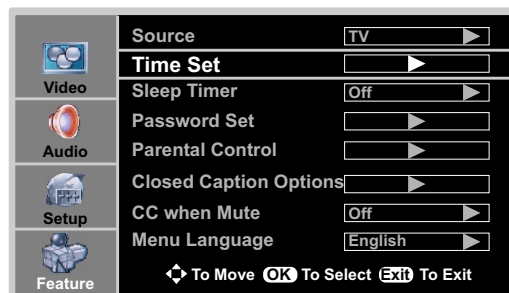 Video
Audio
Setup
Feature
Source TV
Time Set
Sleep Timer Off
Password Set
Parental Control
Closed Caption Options
CC when Mute Off
Menu Language English
To Move OK To Select Exit To Exit